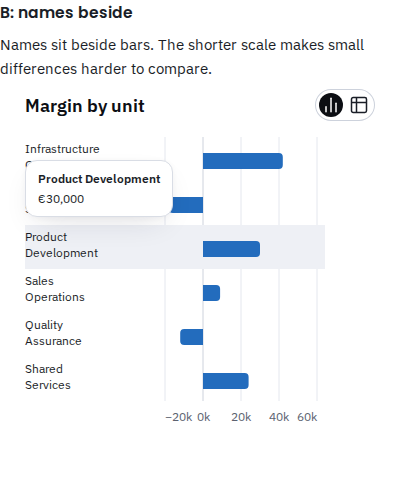 B: names beside
Names sit beside bars. The shorter scale makes small
differences harder to compare.
Margin by unit
Infrastructure
Product Development
€30,000
Product
Development
Sales
Operations
Quality
Assurance
Shared
Services
−20k 0k 20k 40k 60k